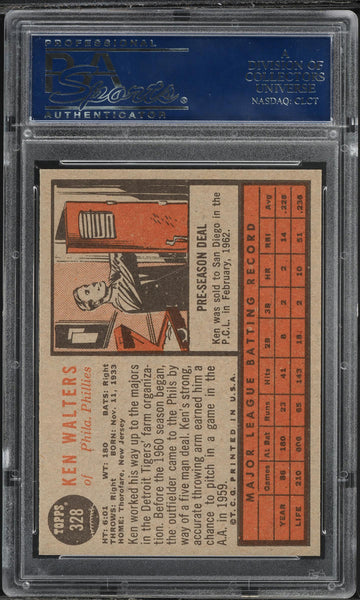 PROFESSIONAL
PSA
Sports
AUTHENTICATOR
A
DIVISION OF
COLLECTORS
UNIVERSE
NASDAQ: CLCT
TOPPS
328
KEN WALTERS
of Phila. Phillies
HT: 6:01 WT: 180 BATS: Right
THROWS: Right BORN: Nov. 11, 1933
HOME: Thorofare, New Jersey
Ken worked his way up to the majors
in the Detroit Tigers' farm organiza-
tion. Before the 1960 season began,
the outfielder came to the Phils by
way of a five man deal. Ken's strong,
accurate throwing arm earned him a
chance to pitch in a game in the
A.A. in 1959.
PRE-SEASON DEAL
Ken was sold to San Diego in the
P.C.L. in February, 1962.
© T.C.G. PRINTED IN U.S.A.
MAJOR LEAGUE BATTING RECORD
Games At Bat Runs Hits 2B 3B HR RBI Avg
YEAR 86 180 23 41 8 2 2 14 .228
LIFE 210 606 65 143 18 2 10 51 .236